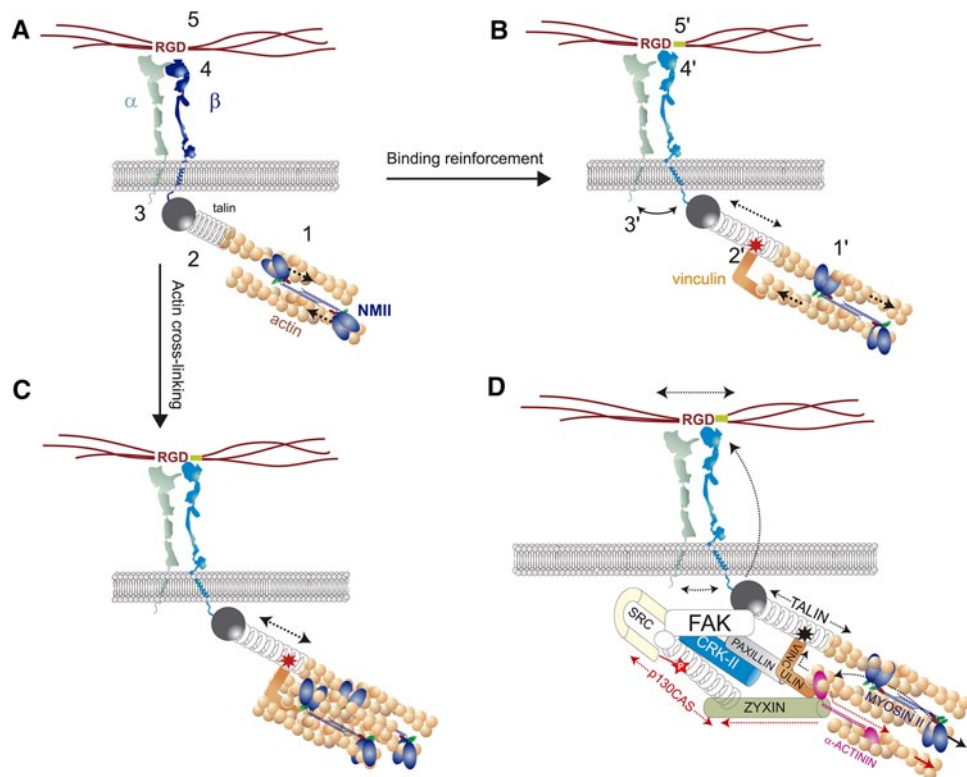 A
5
RGD
4
α
β
3
talin
2
1
NMII
actin
Binding reinforcement
B
5'
RGD
4'
3'
2'
1'
vinculin
Actin cross-linking
C
RGD
D
RGD
TALIN
FAK
SRC
CRK-II
PAXILLIN
VINC
ULIN
P
p130CAS
ZYXIN
MYOSIN II
α-ACTININ